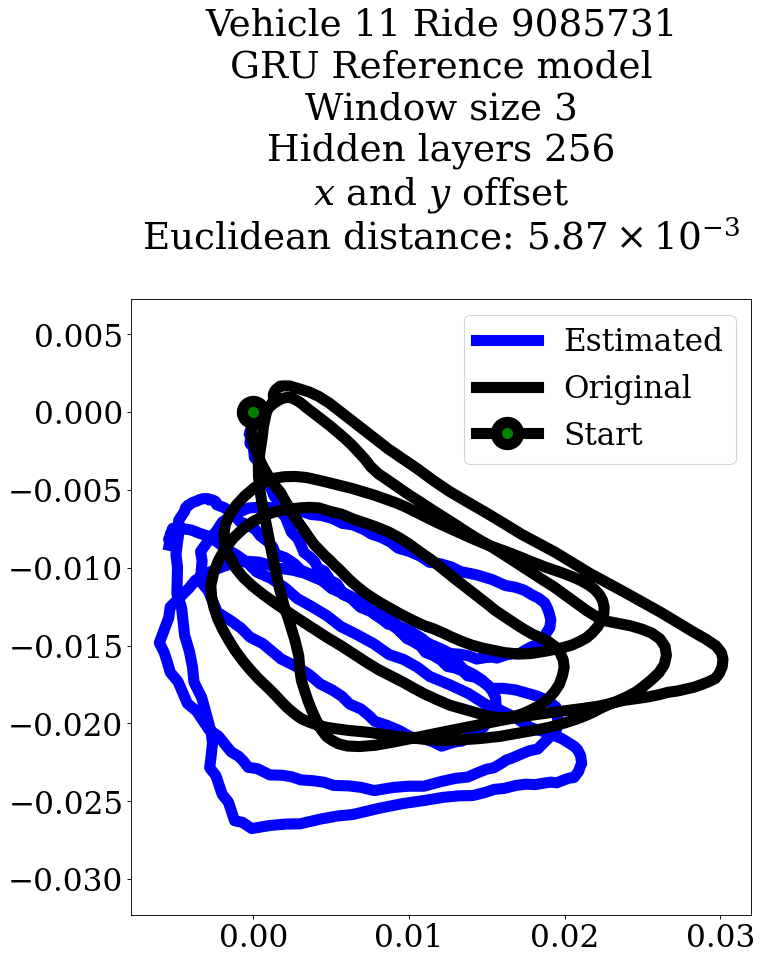 Vehicle 11 Ride 9085731
GRU Reference model
Window size 3
Hidden layers 256
x and y offset
Euclidean distance: 5.87 × 10⁻³
Estimated
Original
Start
0.005
0.000
−0.005
−0.010
−0.015
−0.020
−0.025
−0.030
0.00 0.01 0.02 0.03